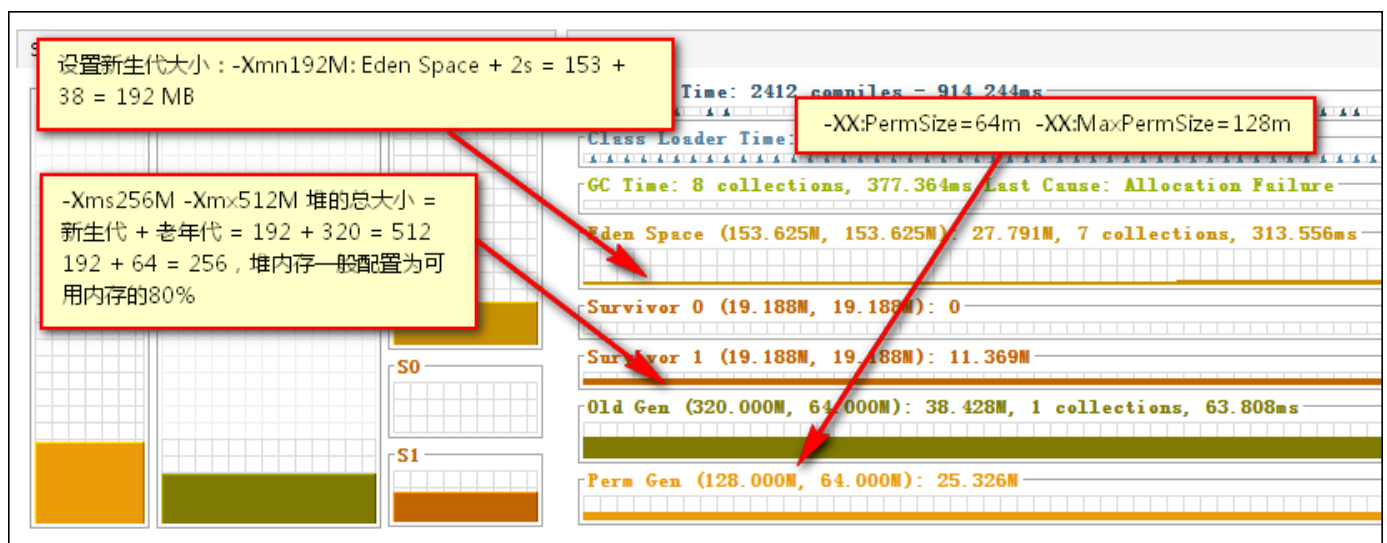 设置新生代大小：-Xmn192M: Eden Space + 2s = 153 +
38 = 192 MB
Time: 2412 compiles - 914.244ms
-XX:PermSize=64m -XX:MaxPermSize=128m
Class Loader Time:
-Xms256M -Xmx512M 堆的总大小 =
新生代 + 老年代 = 192 + 320 = 512
192 + 64 = 256，堆内存一般配置为可
用内存的80%
GC Time: 8 collections, 377.364ms Last Cause: Allocation Failure
Eden Space (153.625M, 153.625M): 27.791M, 7 collections, 313.556ms
Survivor 0 (19.188M, 19.188M): 0
Survivor 1 (19.188M, 19.188M): 11.369M
S0
Old Gen (320.000M, 64.000M): 38.428M, 1 collections, 63.808ms
S1
Perm Gen (128.000M, 64.000M): 25.326M